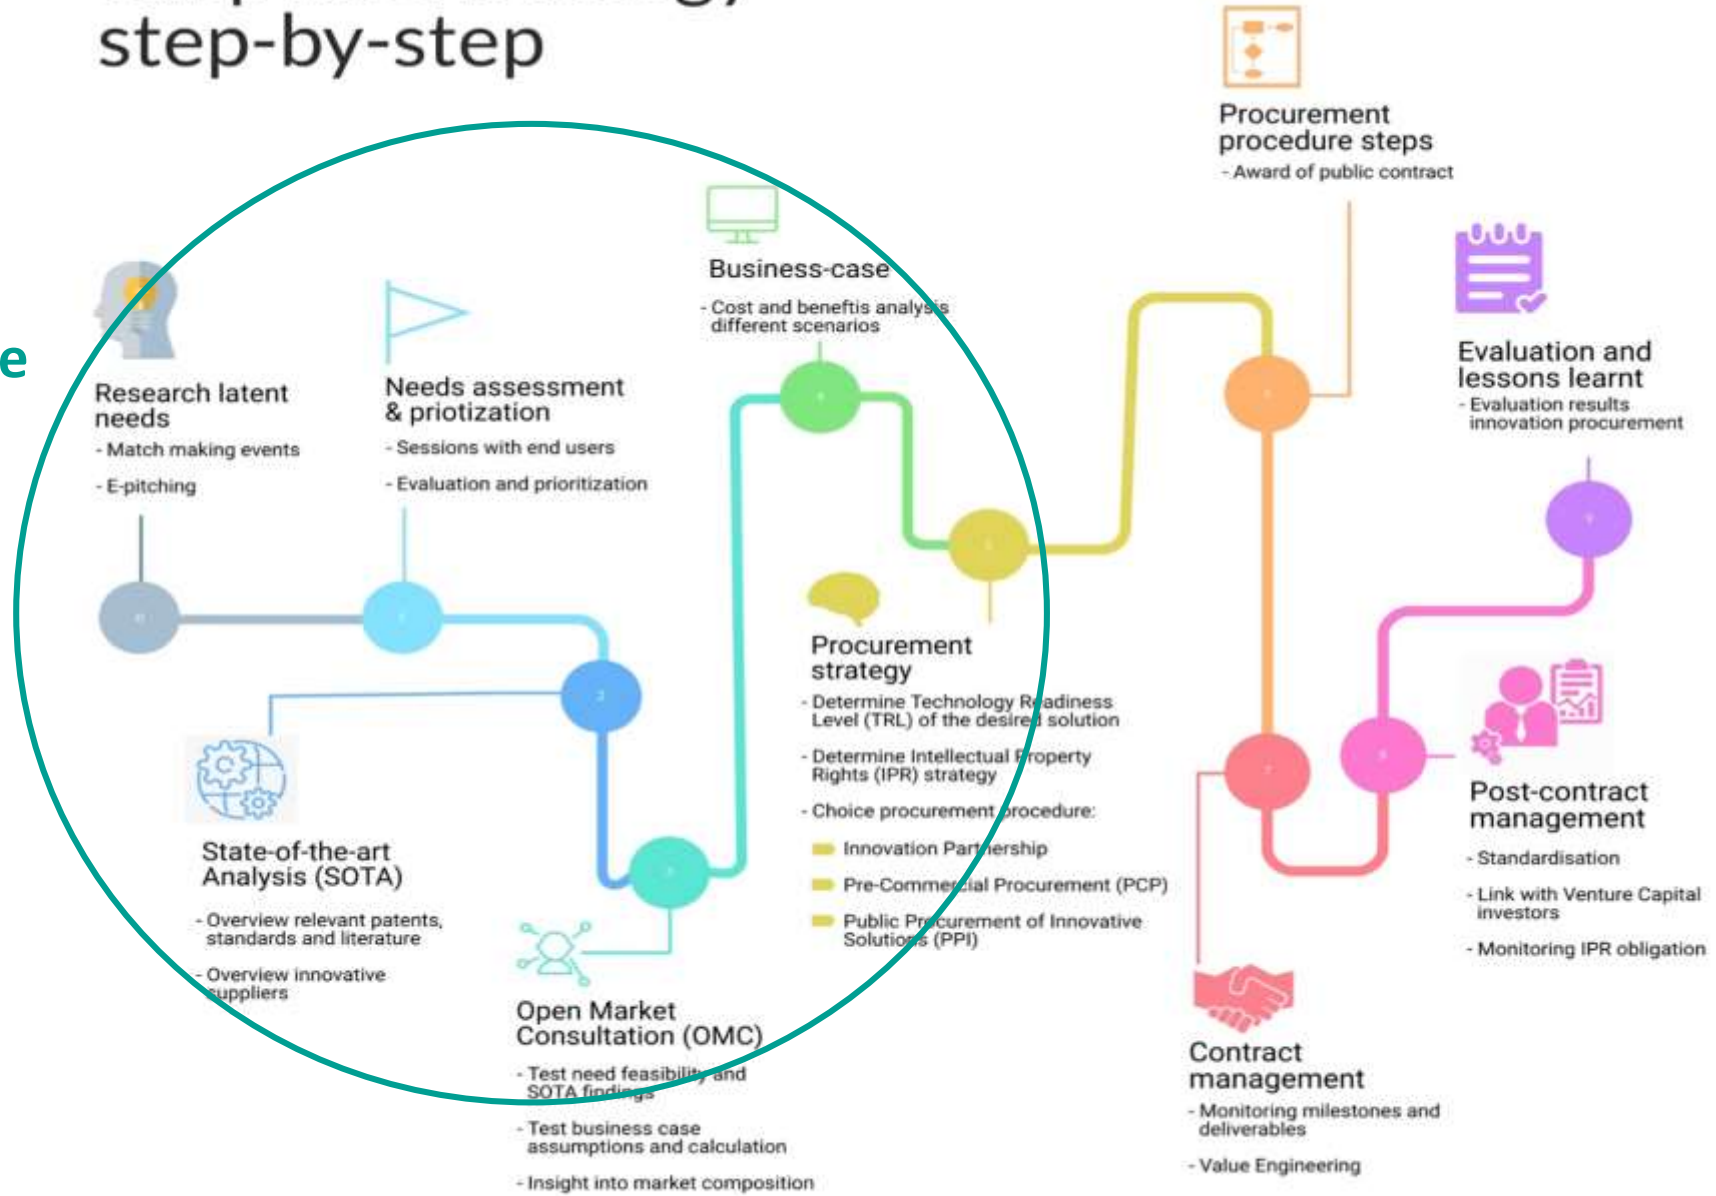 step-by-step
e
Research latent
needs
- Match making events
- E-pitching
Needs assessment
& priotization
- Sessions with end users
- Evaluation and prioritization
State-of-the-art
Analysis (SOTA)
- Overview relevant patents,
standards and literature
- Overview innovative
suppliers
Open Market
Consultation (OMC)
- Test need feasibility and
SOTA findings
- Test business case
assumptions and calculation
- Insight into market composition
Business-case
- Cost and beneftis analysis
different scenarios
Procurement
strategy
- Determine Technology Readiness
Level (TRL) of the desired solution
- Determine Intellectual Property
Rights (IPR) strategy
- Choice procurement procedure:
Innovation Partnership
Pre-Commercial Procurement (PCP)
Public Procurement of Innovative
Solutions (PPI)
Procurement
procedure steps
- Award of public contract
Contract
management
- Monitoring milestones and
deliverables
- Value Engineering
Post-contract
management
- Standardisation
- Link with Venture Capital
investors
- Monitoring IPR obligation
Evaluation and
lessons learnt
- Evaluation results
innovation procurement